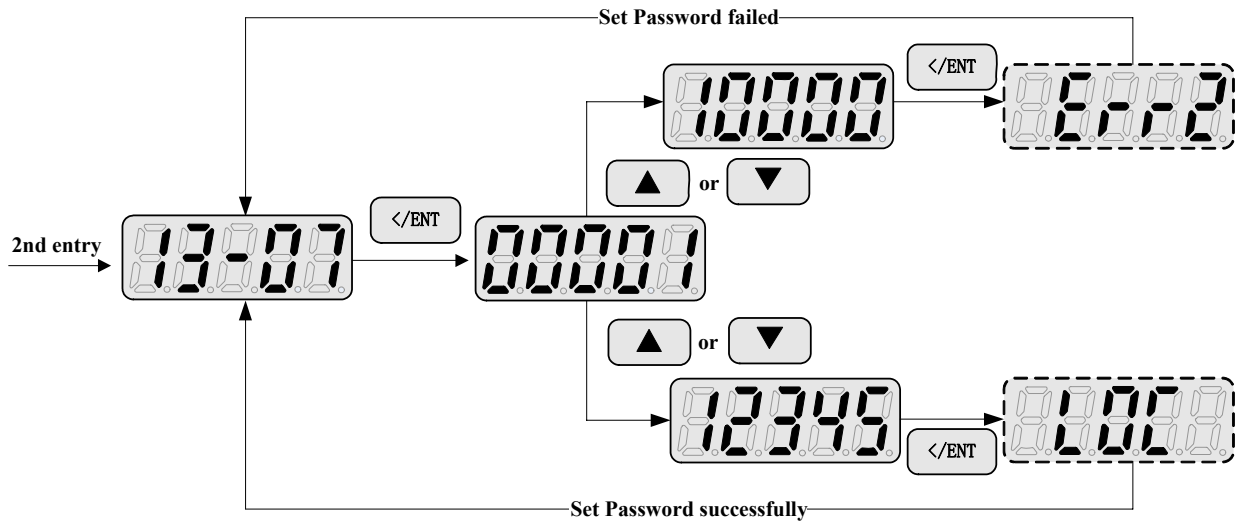 Set Password failed
</ENT
10000
Err2
▲ or ▼
2nd entry
13-07
</ENT
00001
▲ or ▼
12345
</ENT
LOC
Set Password successfully